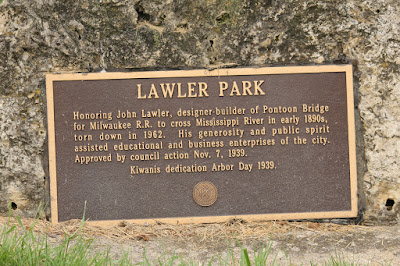 LAWLER PARK
Honoring John Lawler, designer-builder of Pontoon Bridge
for Milwaukee R.R. to cross Mississippi River in early 1890s,
torn down in 1962. His generosity and public spirit
assisted educational and business enterprises of the city.
Approved by council action Nov. 7, 1939.
Kiwanis dedication Arbor Day 1939.